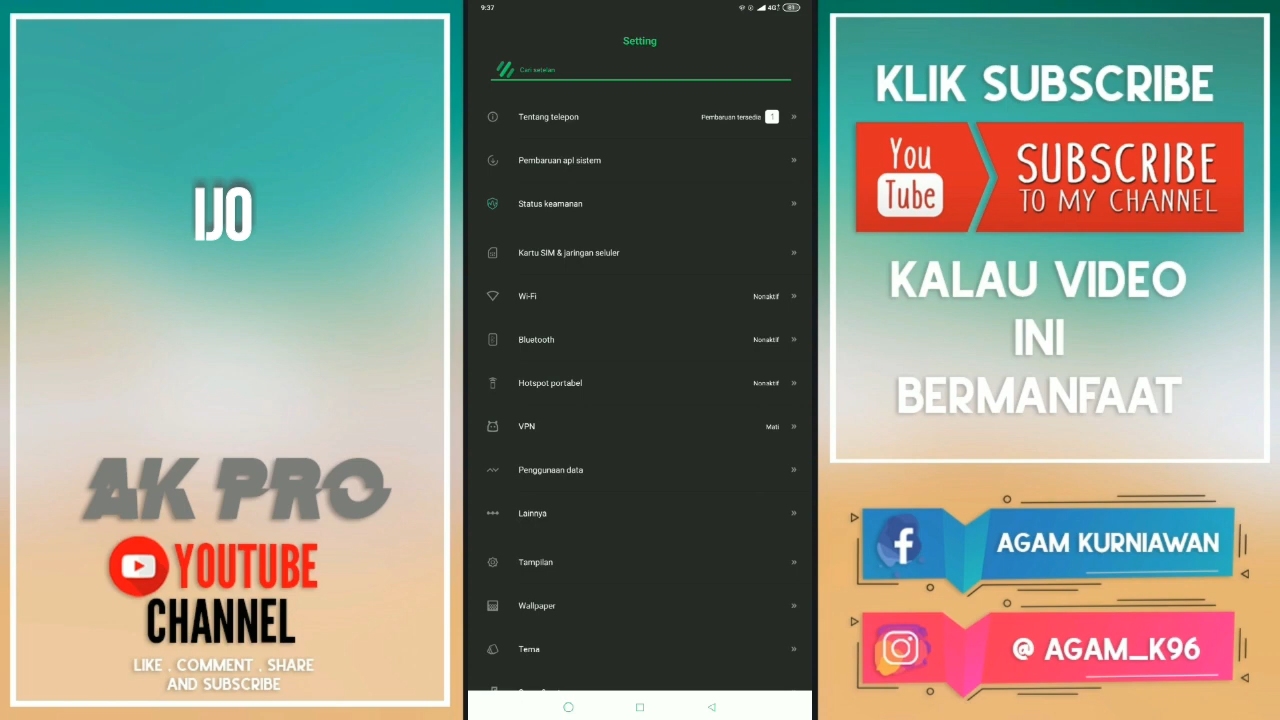 IJO
AK PRO
YOUTUBE
CHANNEL
LIKE . COMMENT . SHARE
AND SUBSCRIBE
9:37
4G
Setting
Cari setelan
Tentang telepon
Pembaruan tersedia 1
Pembaruan apl sistem
Status keamanan
Kartu SIM & jaringan seluler
Wi-Fi
Nonaktif
Bluetooth
Nonaktif
Hotspot portabel
Nonaktif
VPN
Mati
Penggunaan data
Lainnya
Tampilan
Wallpaper
Tema
KLIK SUBSCRIBE
You
Tube
SUBSCRIBE
TO MY CHANNEL
KALAU VIDEO
INI
BERMANFAAT
AGAM KURNIAWAN
@ AGAM_K96